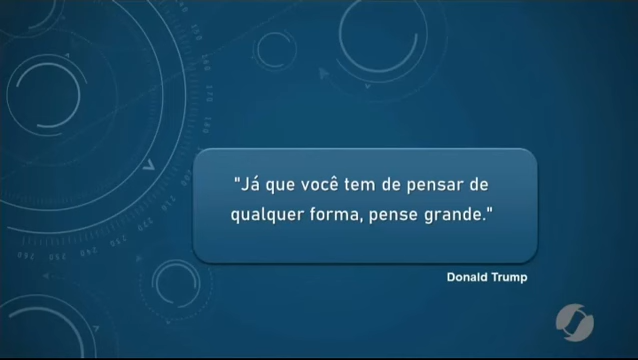 "Já que você tem de pensar de
qualquer forma, pense grande."
Donald Trump